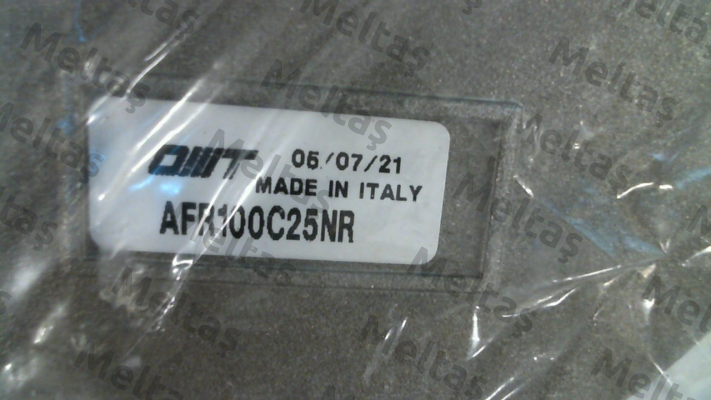 OMT 05/07/21
MADE IN ITALY
AFR100C25NR
Meltaş